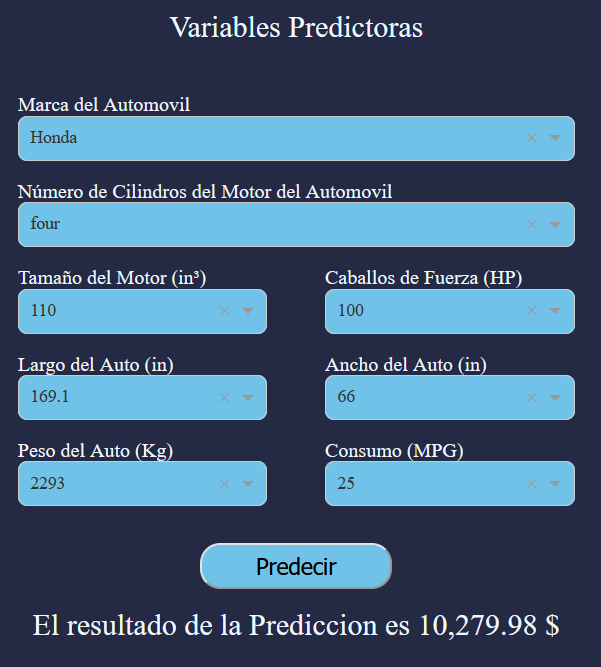 Variables Predictoras
Marca del Automovil
Honda
Número de Cilindros del Motor del Automovil
four
Tamaño del Motor (in³)
Caballos de Fuerza (HP)
110
100
Largo del Auto (in)
Ancho del Auto (in)
169.1
66
Peso del Auto (Kg)
Consumo (MPG)
2293
25
Predecir
El resultado de la Prediccion es 10,279.98 $